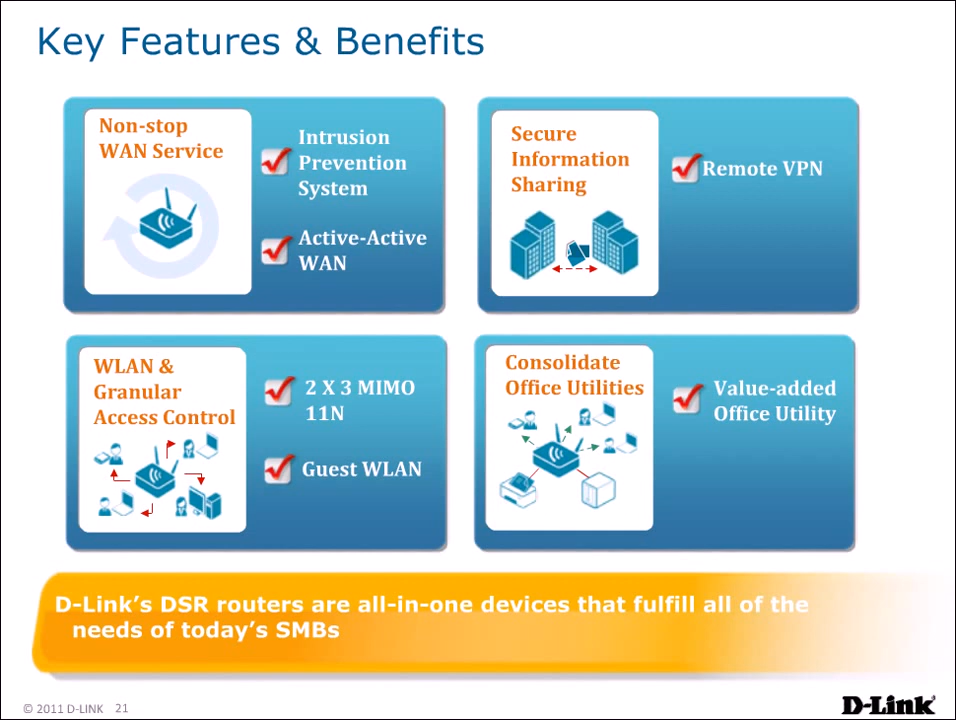 Key Features & Benefits
Non-stop
WAN Service
Intrusion
Prevention
System
Active-Active
WAN
Secure
Information
Sharing
Remote VPN
WLAN &
Granular
Access Control
2 X 3 MIMO
11N
Guest WLAN
Consolidate
Office Utilities
Value-added
Office Utility
D-Link’s DSR routers are all-in-one devices that fulfill all of the
needs of today’s SMBs
© 2011 D-LINK 21
D-Link®